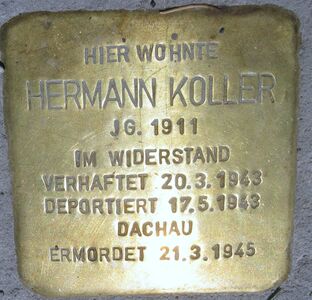 HIER WOHNTE
HERMANN KOLLER
JG. 1911
IM WIDERSTAND
VERHAFTET 20.3.1943
DEPORTIERT 17.5.1943
DACHAU
ERMORDET 21.3.1945